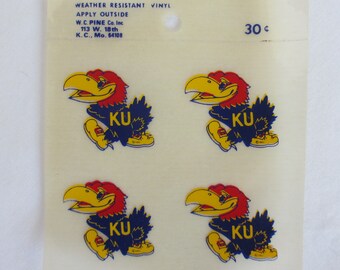 WEATHER RESISTANT VINYL
APPLY OUTSIDE
W.C. PINE Co. Inc
113 W. 18th
K.C., Mo. 64108
30¢
KU
KU
KU
KU